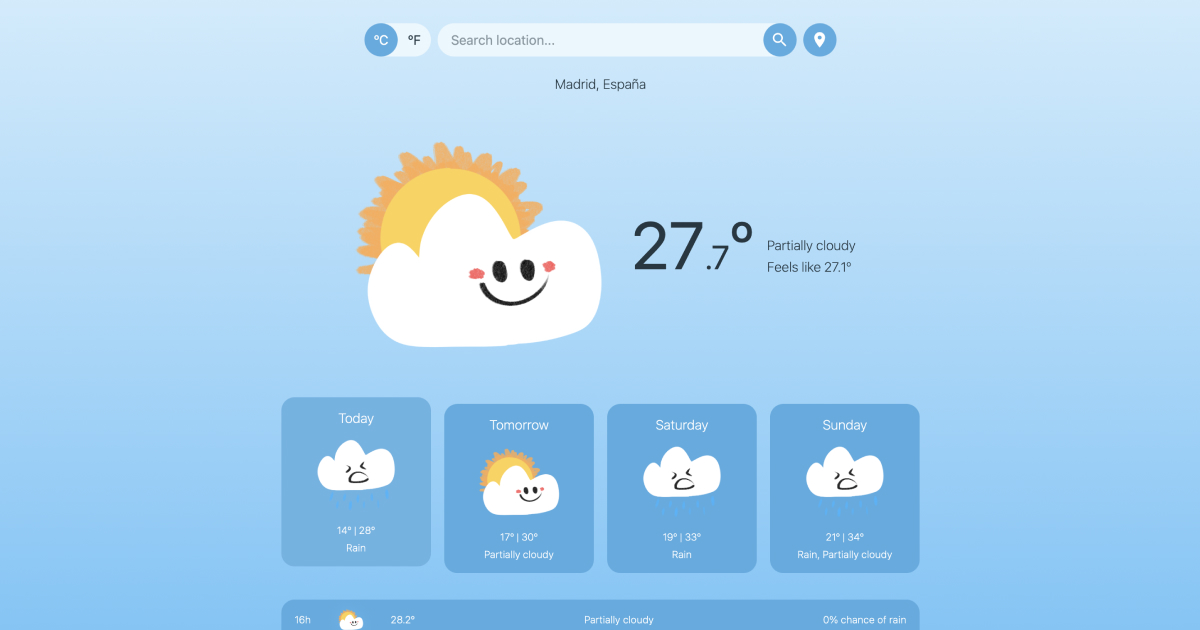 °C °F Search location...
Madrid, España
27.7°
Partially cloudy
Feels like 27.1°
Today
14° | 28°
Rain
Tomorrow
17° | 30°
Partially cloudy
Saturday
19° | 33°
Rain
Sunday
21° | 34°
Rain, Partially cloudy
16h 28.2° Partially cloudy 0% chance of rain